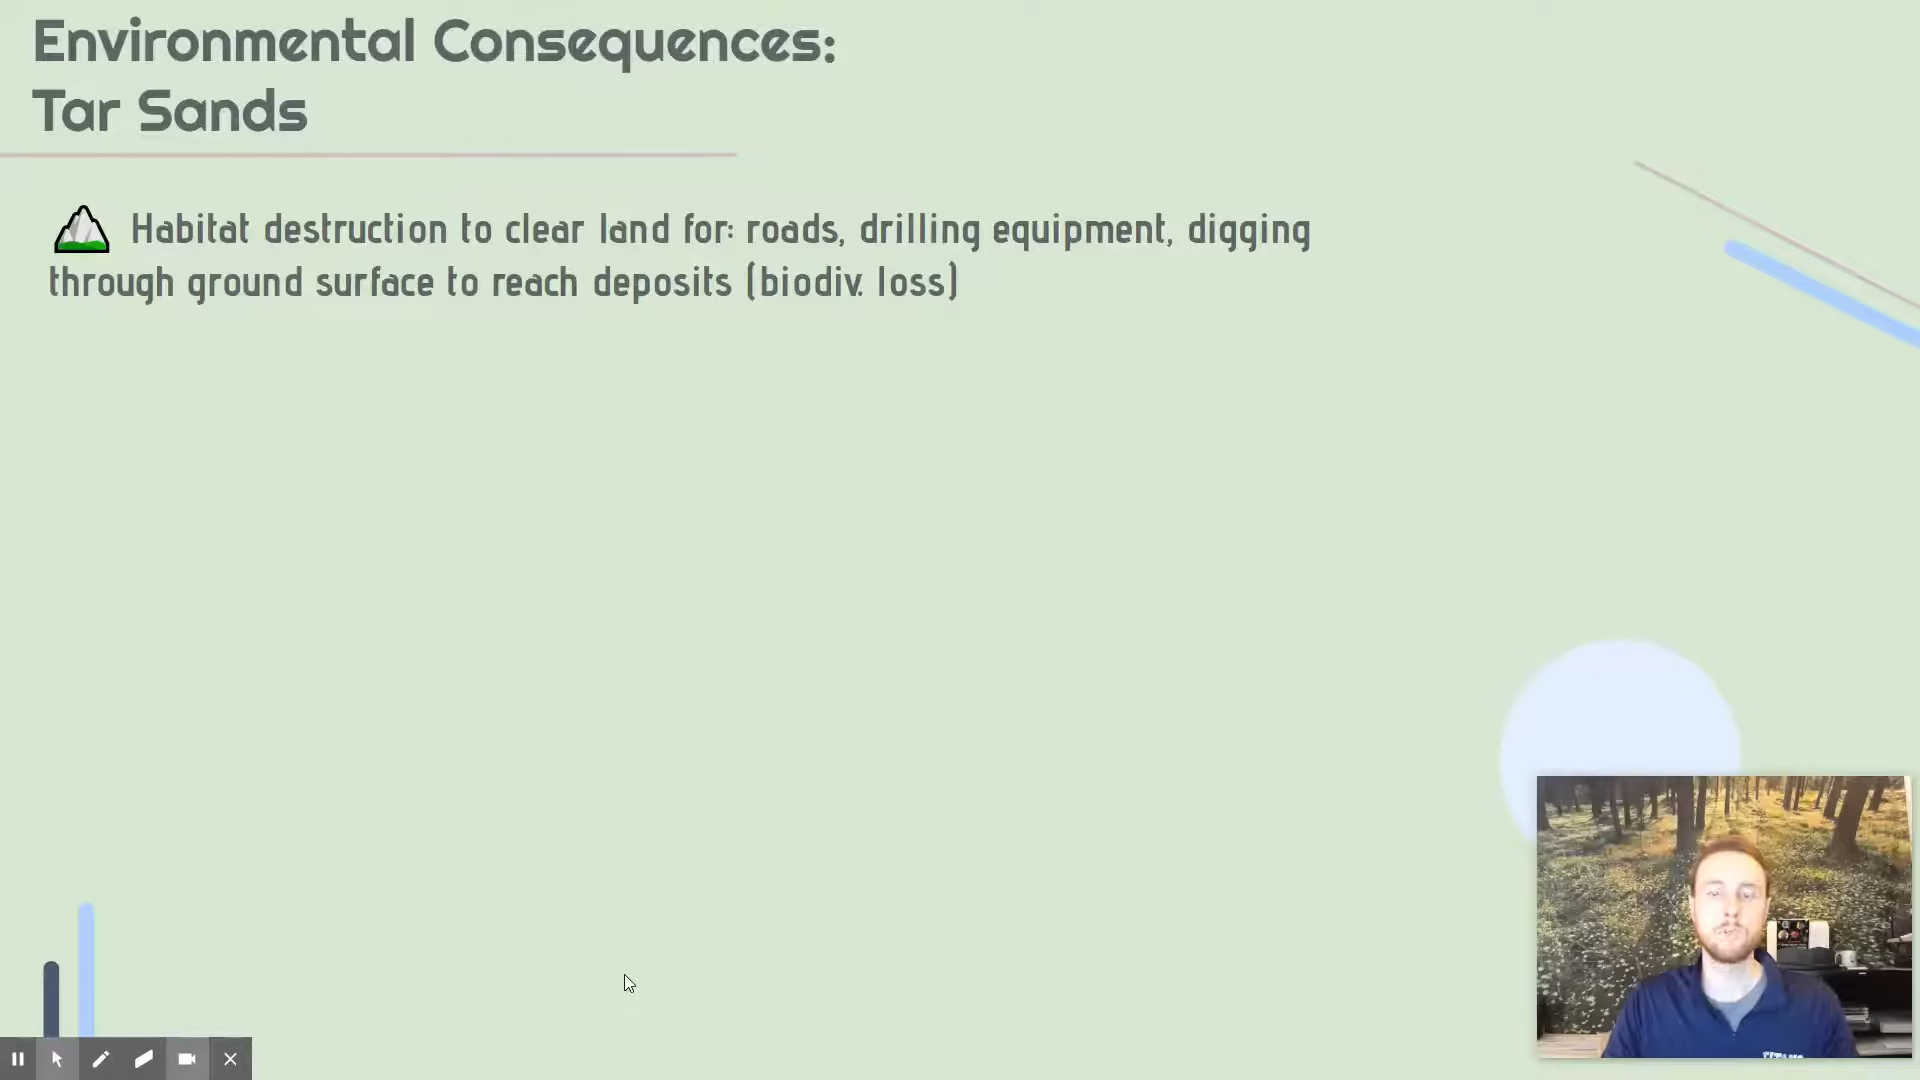 Environmental Consequences:
Tar Sands
Habitat destruction to clear land for: roads, drilling equipment, digging
through ground surface to reach deposits (biodiv. loss)